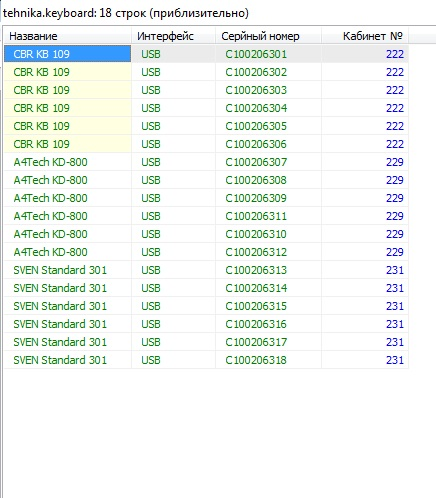 tehnika.keyboard: 18 строк (приблизительно)
Название Интерфейс Серйный номер Кабинет №
CBR KB 109 USB C100206301 222
CBR KB 109 USB C100206302 222
CBR KB 109 USB C100206303 222
CBR KB 109 USB C100206304 222
CBR KB 109 USB C100206305 222
CBR KB 109 USB C100206306 222
A4Tech KD-800 USB C100206307 229
A4Tech KD-800 USB C100206308 229
A4Tech KD-800 USB C100206309 229
A4Tech KD-800 USB C100206311 229
A4Tech KD-800 USB C100206310 229
A4Tech KD-800 USB C100206312 229
SVEN Standard 301 USB C100206313 231
SVEN Standard 301 USB C100206314 231
SVEN Standard 301 USB C100206315 231
SVEN Standard 301 USB C100206316 231
SVEN Standard 301 USB C100206317 231
SVEN Standard 301 USB C100206318 231